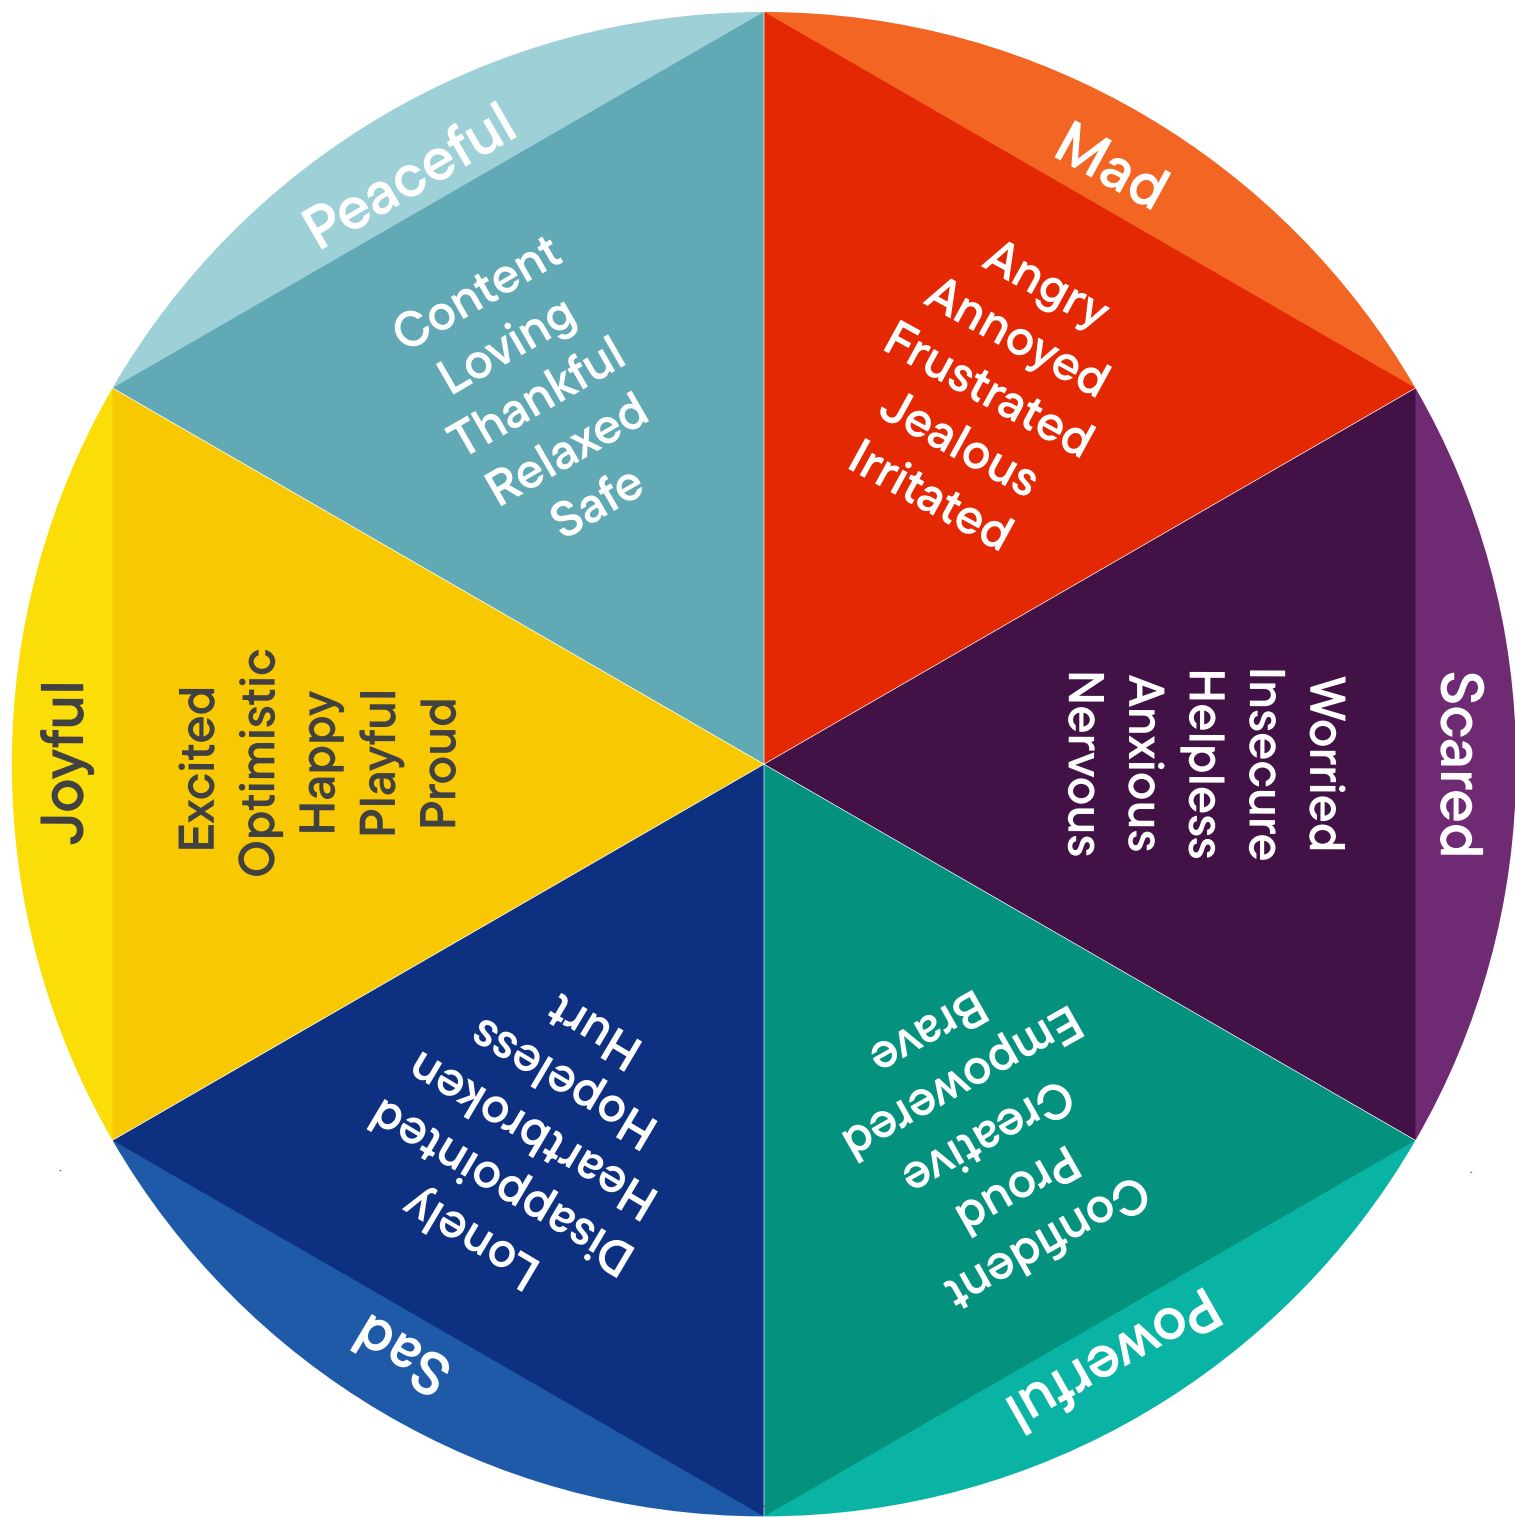 Mad
Angry
Annoyed
Frustrated
Jealous
Irritated
Scared
Worried
Insecure
Helpless
Anxious
Nervous
Powerful
Confident
Proud
Creative
Empowered
Brave
Sad
Lonely
Disappointed
Heartbroken
Hopeless
Hurt
Joyful
Excited
Optimistic
Happy
Playful
Proud
Peaceful
Content
Loving
Thankful
Relaxed
Safe